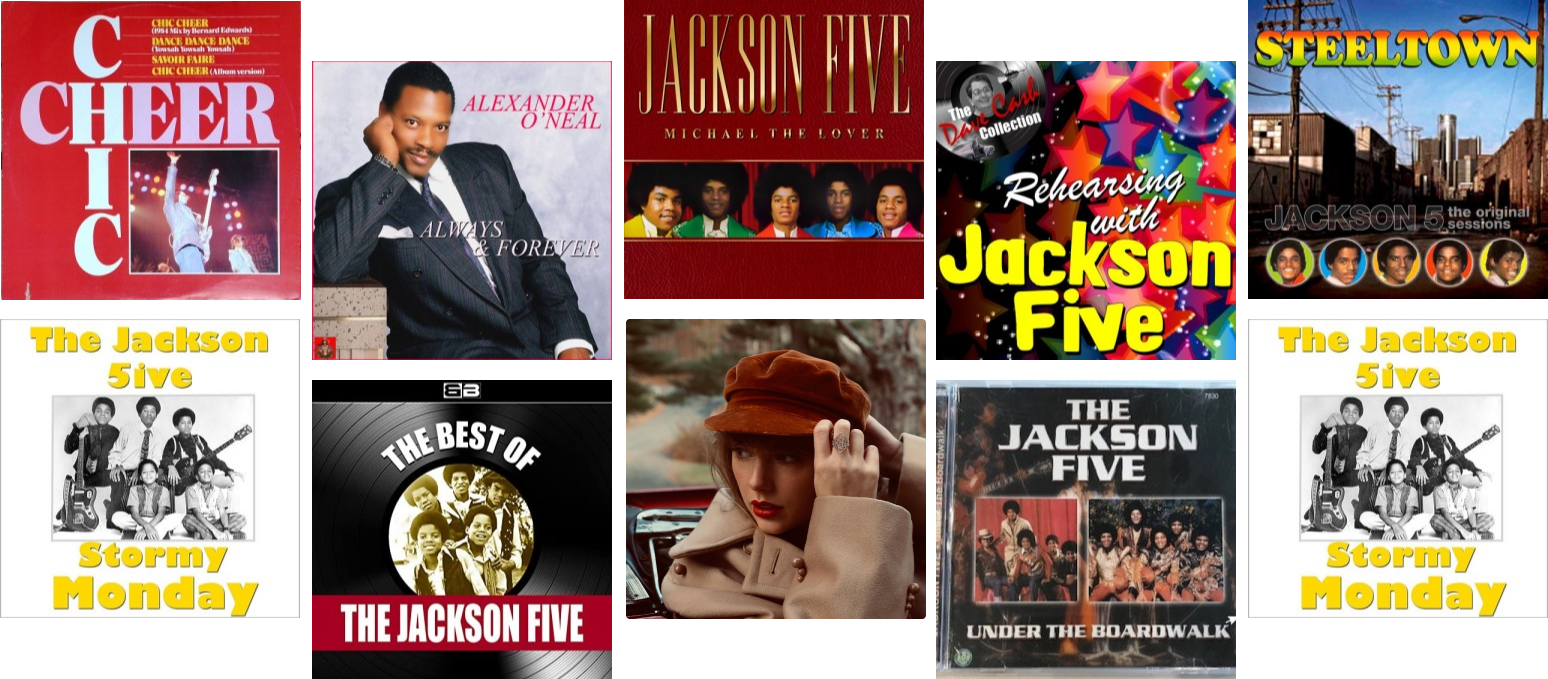 C
CHEER
I
C
CHIC CHEER
(1984 Mix by Bernard Edwards)
DANCE DANCE DANCE
(Yowsah Yowsah Yowsah)
SAVOIR FAIRE
CHIC CHEER (Album version)
ALEXANDER
O'NEAL
ALWAYS
& FOREVER
JACKSON FIVE
MICHAEL THE LOVER
The
Dave Cash
Collection
Rehearsing
with
Jackson
Five
STEELTOWN
JACKSON 5 the original
sessions
The Jackson
5ive
Stormy
Monday
SB
THE BEST OF
THE JACKSON FIVE
7830
THE
JACKSON
FIVE
UNDER THE BOARDWALK
The Jackson
5ive
Stormy
Monday